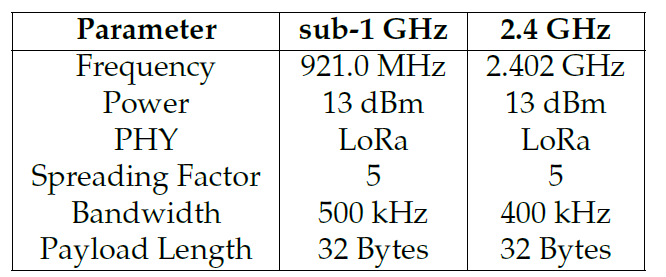 Parameter sub-1 GHz 2.4 GHz
Frequency 921.0 MHz 2.402 GHz
Power 13 dBm 13 dBm
PHY LoRa LoRa
Spreading Factor 5 5
Bandwidth 500 kHz 400 kHz
Payload Length 32 Bytes 32 Bytes